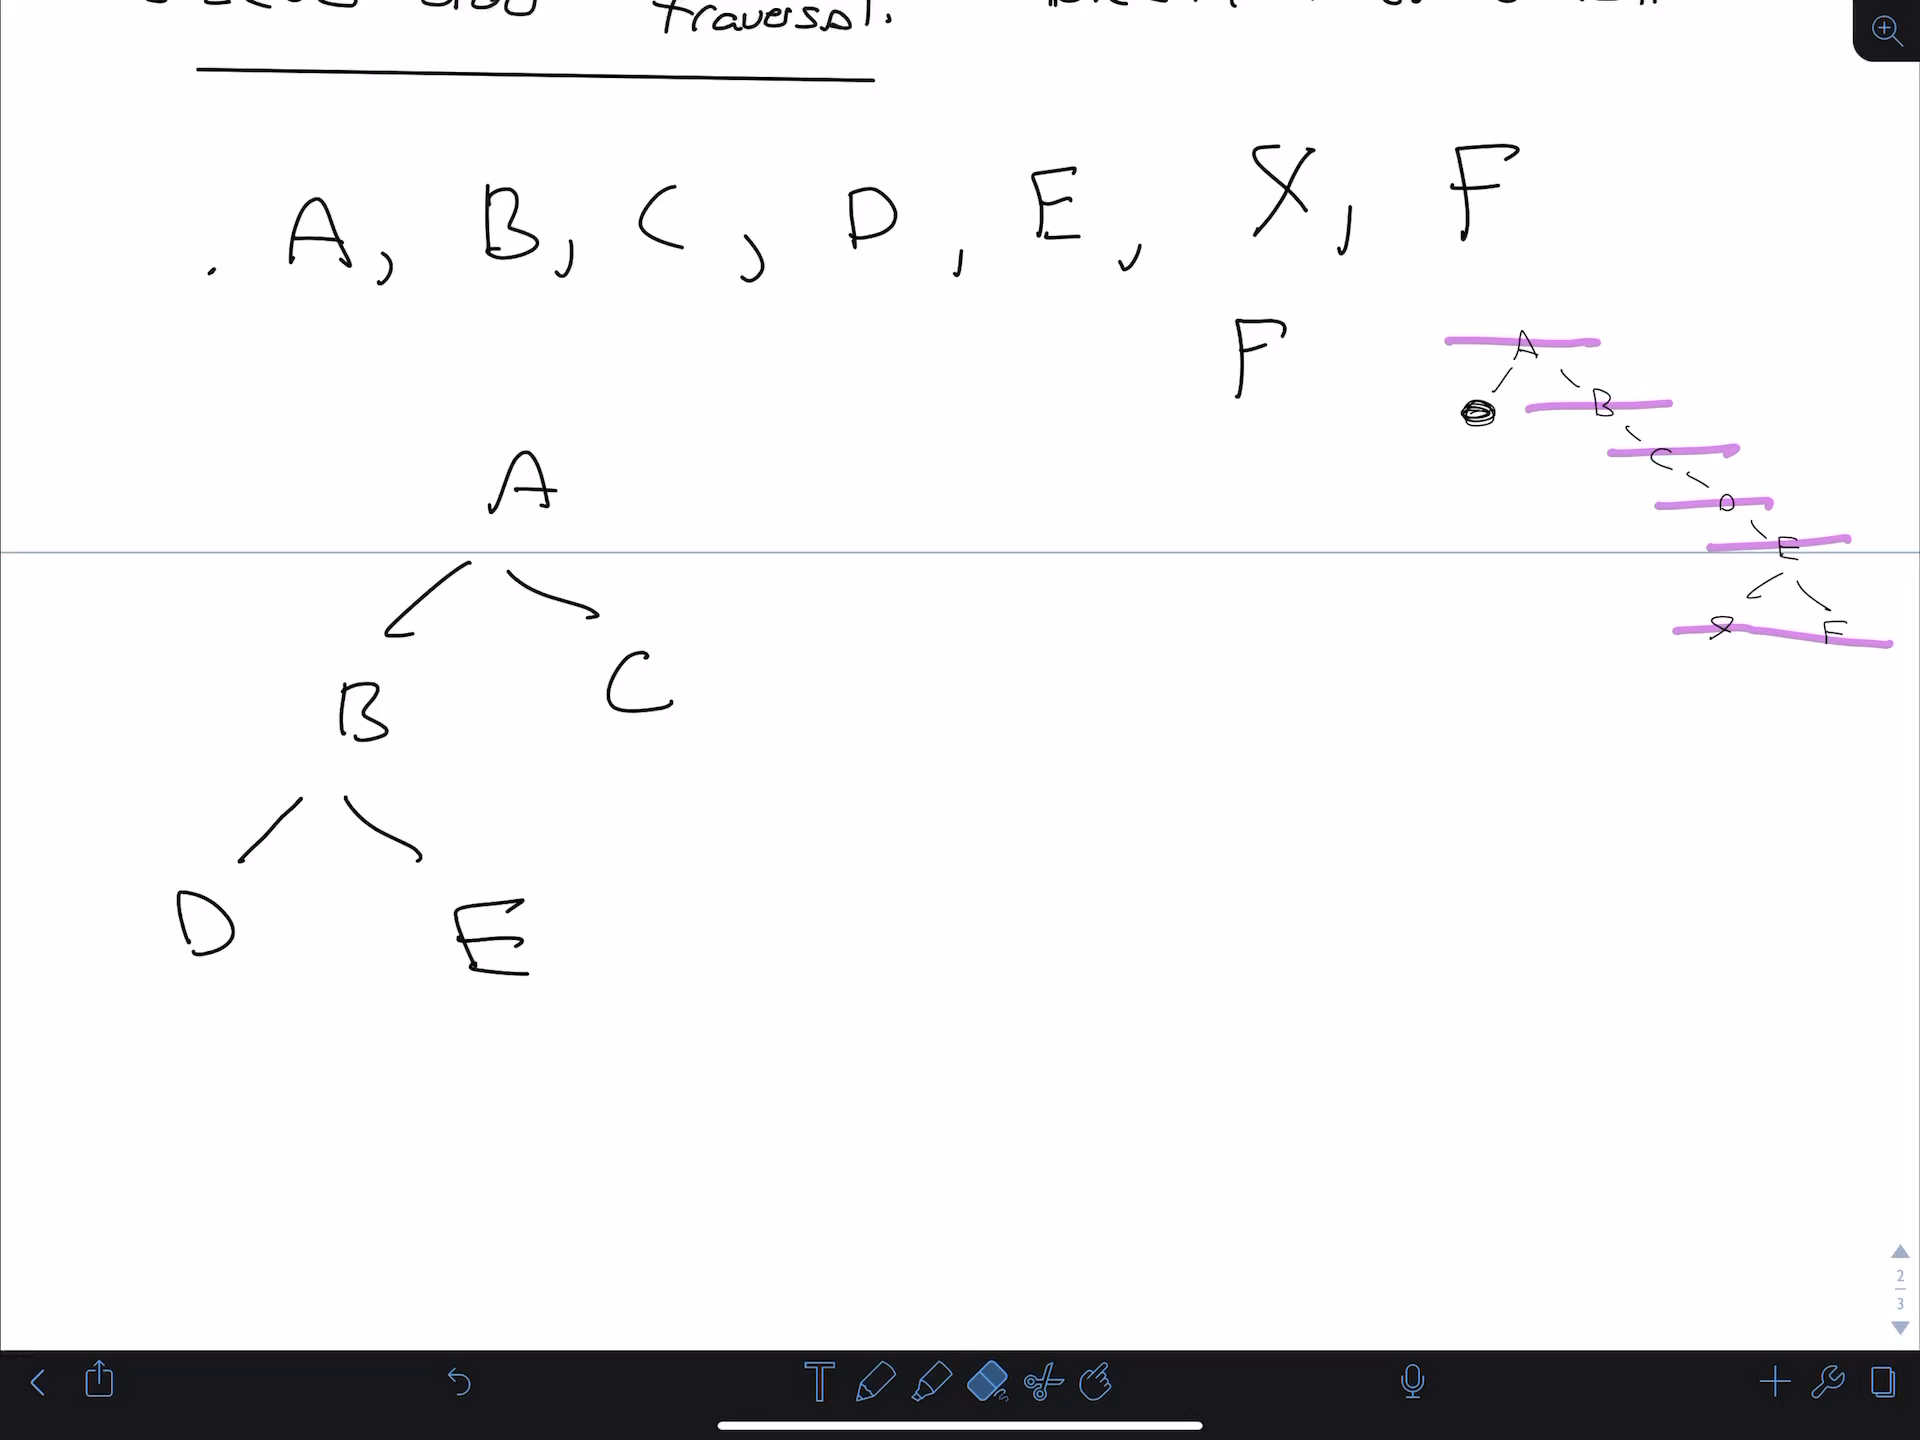 traversal.
. A, B, C, D, E, X, F
F
A
B
C
D
E
X F
A
B C
D E
2
3
T